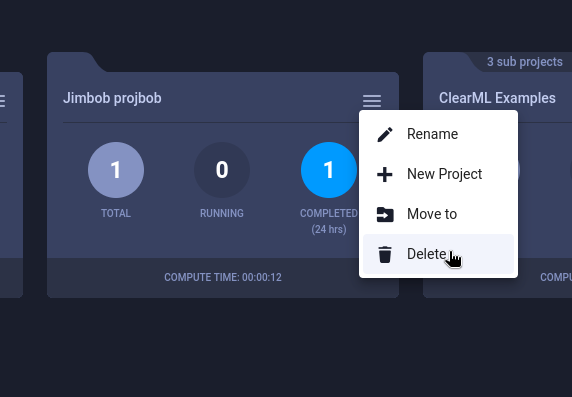 3 sub projects
Jimbob projbob
ClearML Examples
Rename
New Project
Move to
Delete
1
0
1
TOTAL
RUNNING
COMPLETED
(24 hrs)
COMPUTE TIME: 00:00:12